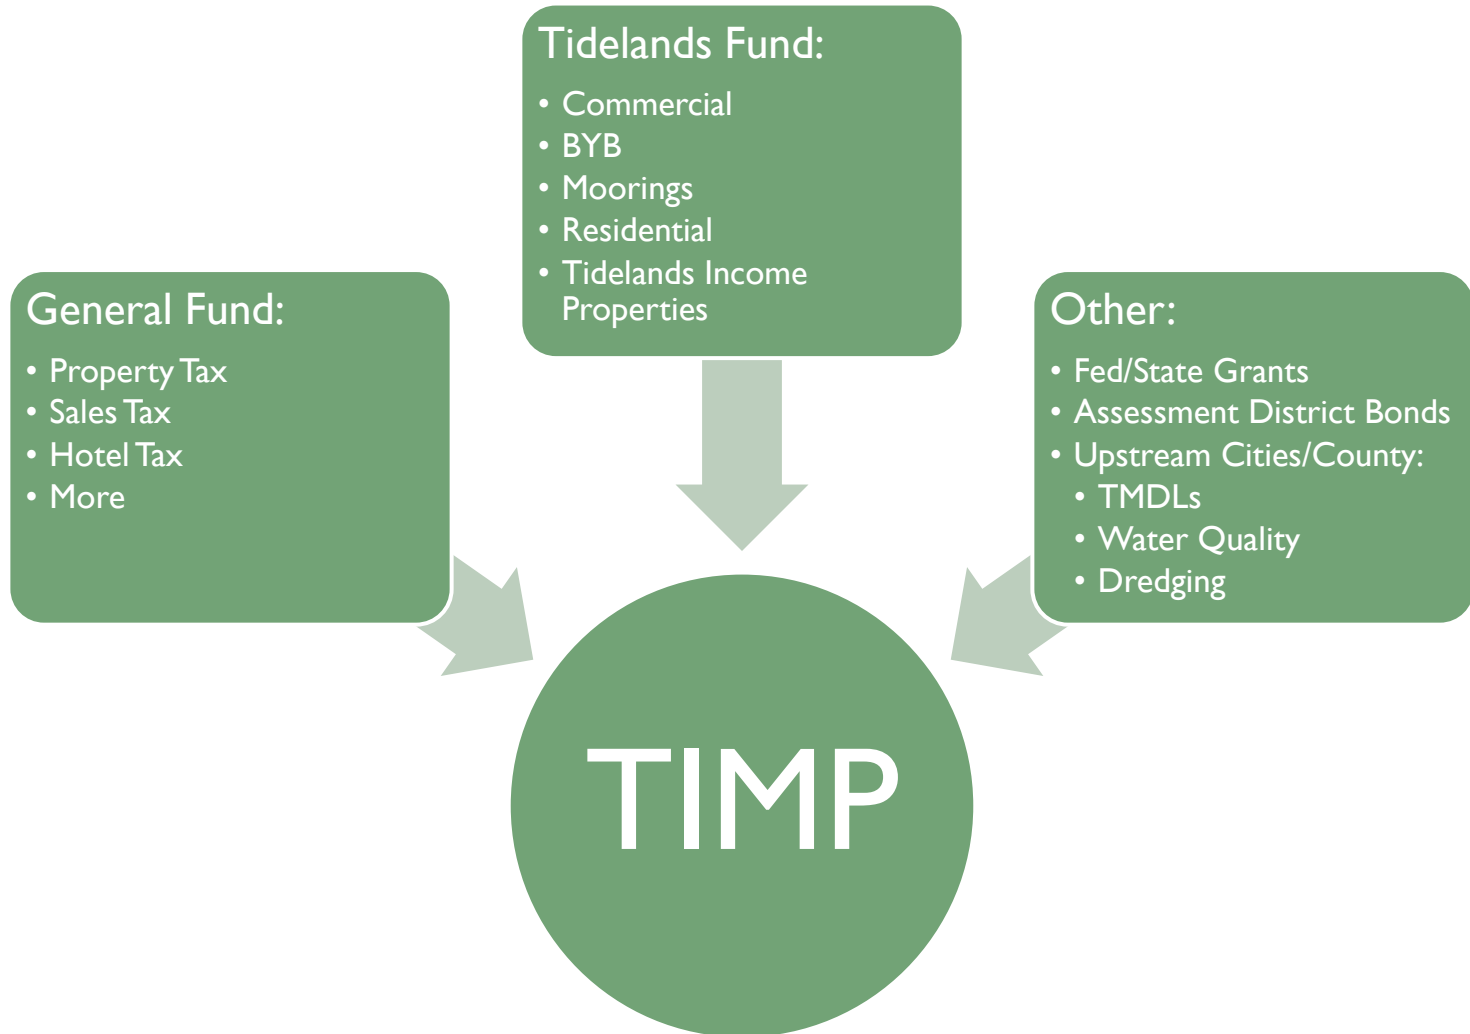 Tidelands Fund:
• Commercial
• BYB
• Moorings
• Residential
• Tidelands Income
Properties
General Fund:
• Property Tax
• Sales Tax
• Hotel Tax
• More
Other:
• Fed/State Grants
• Assessment District Bonds
• Upstream Cities/County:
• TMDLs
• Water Quality
• Dredging
TIMP